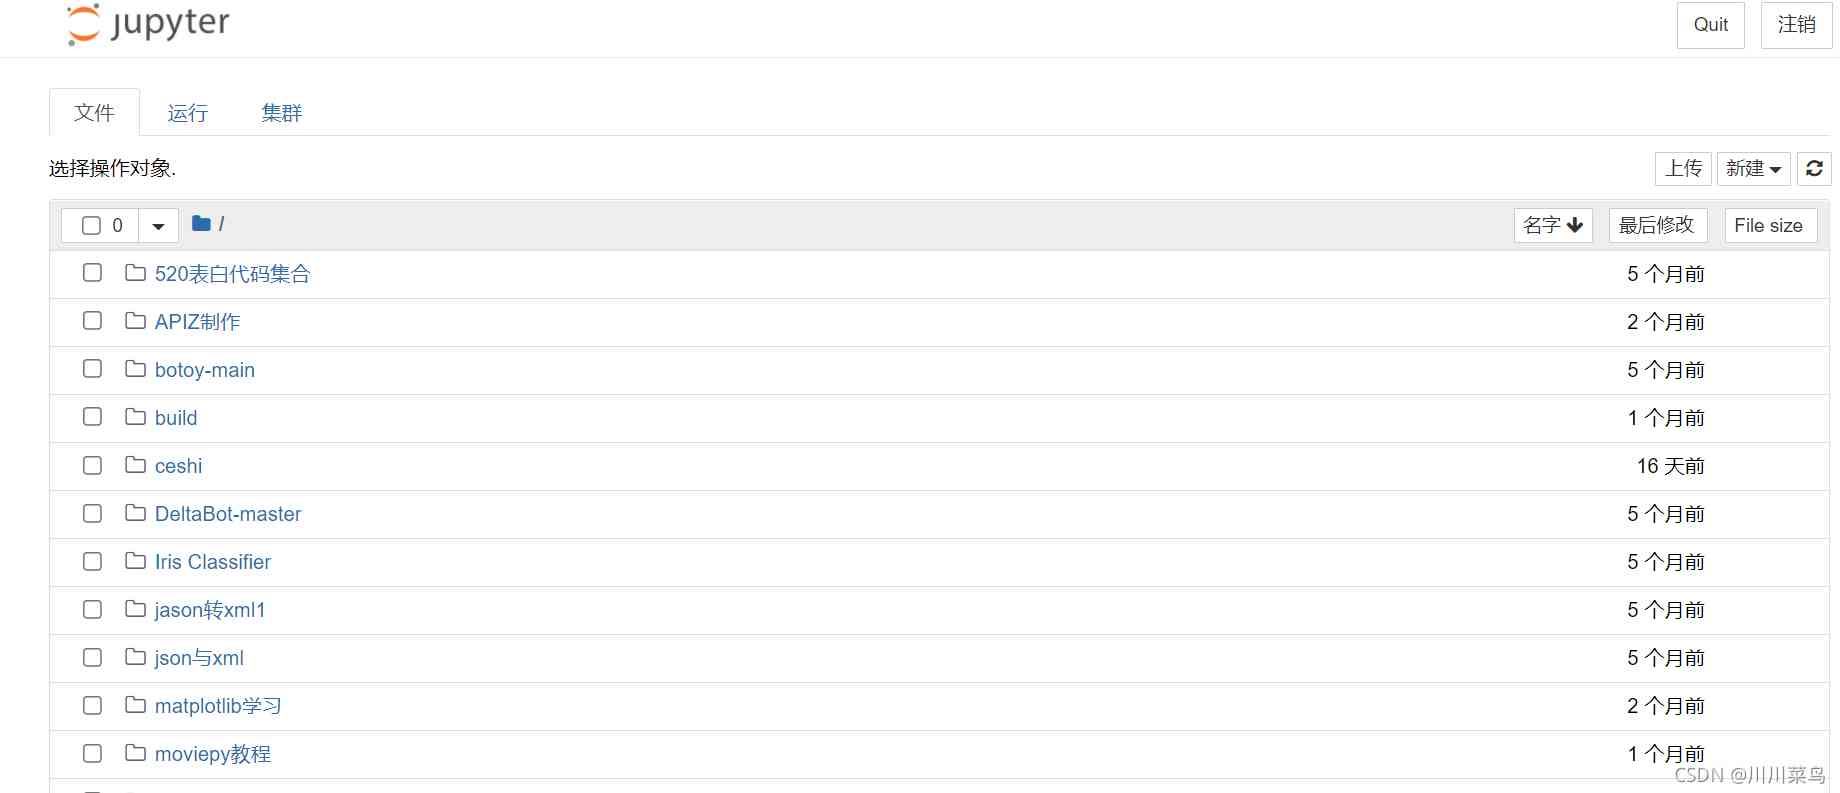 jupyter
Quit 注销
文件 运行 集群
选择操作对象. 上传 新建
0 / 名字 最后修改 File size
520表白代码集合 5 个月前
APIZ制作 2 个月前
botoy-main 5 个月前
build 1 个月前
ceshi 16 天前
DeltaBot-master 5 个月前
Iris Classifier 5 个月前
jason转xml1 5 个月前
json与xml 5 个月前
matplotlib学习 2 个月前
moviepy教程 1 个月前
CSDN @川川菜鸟